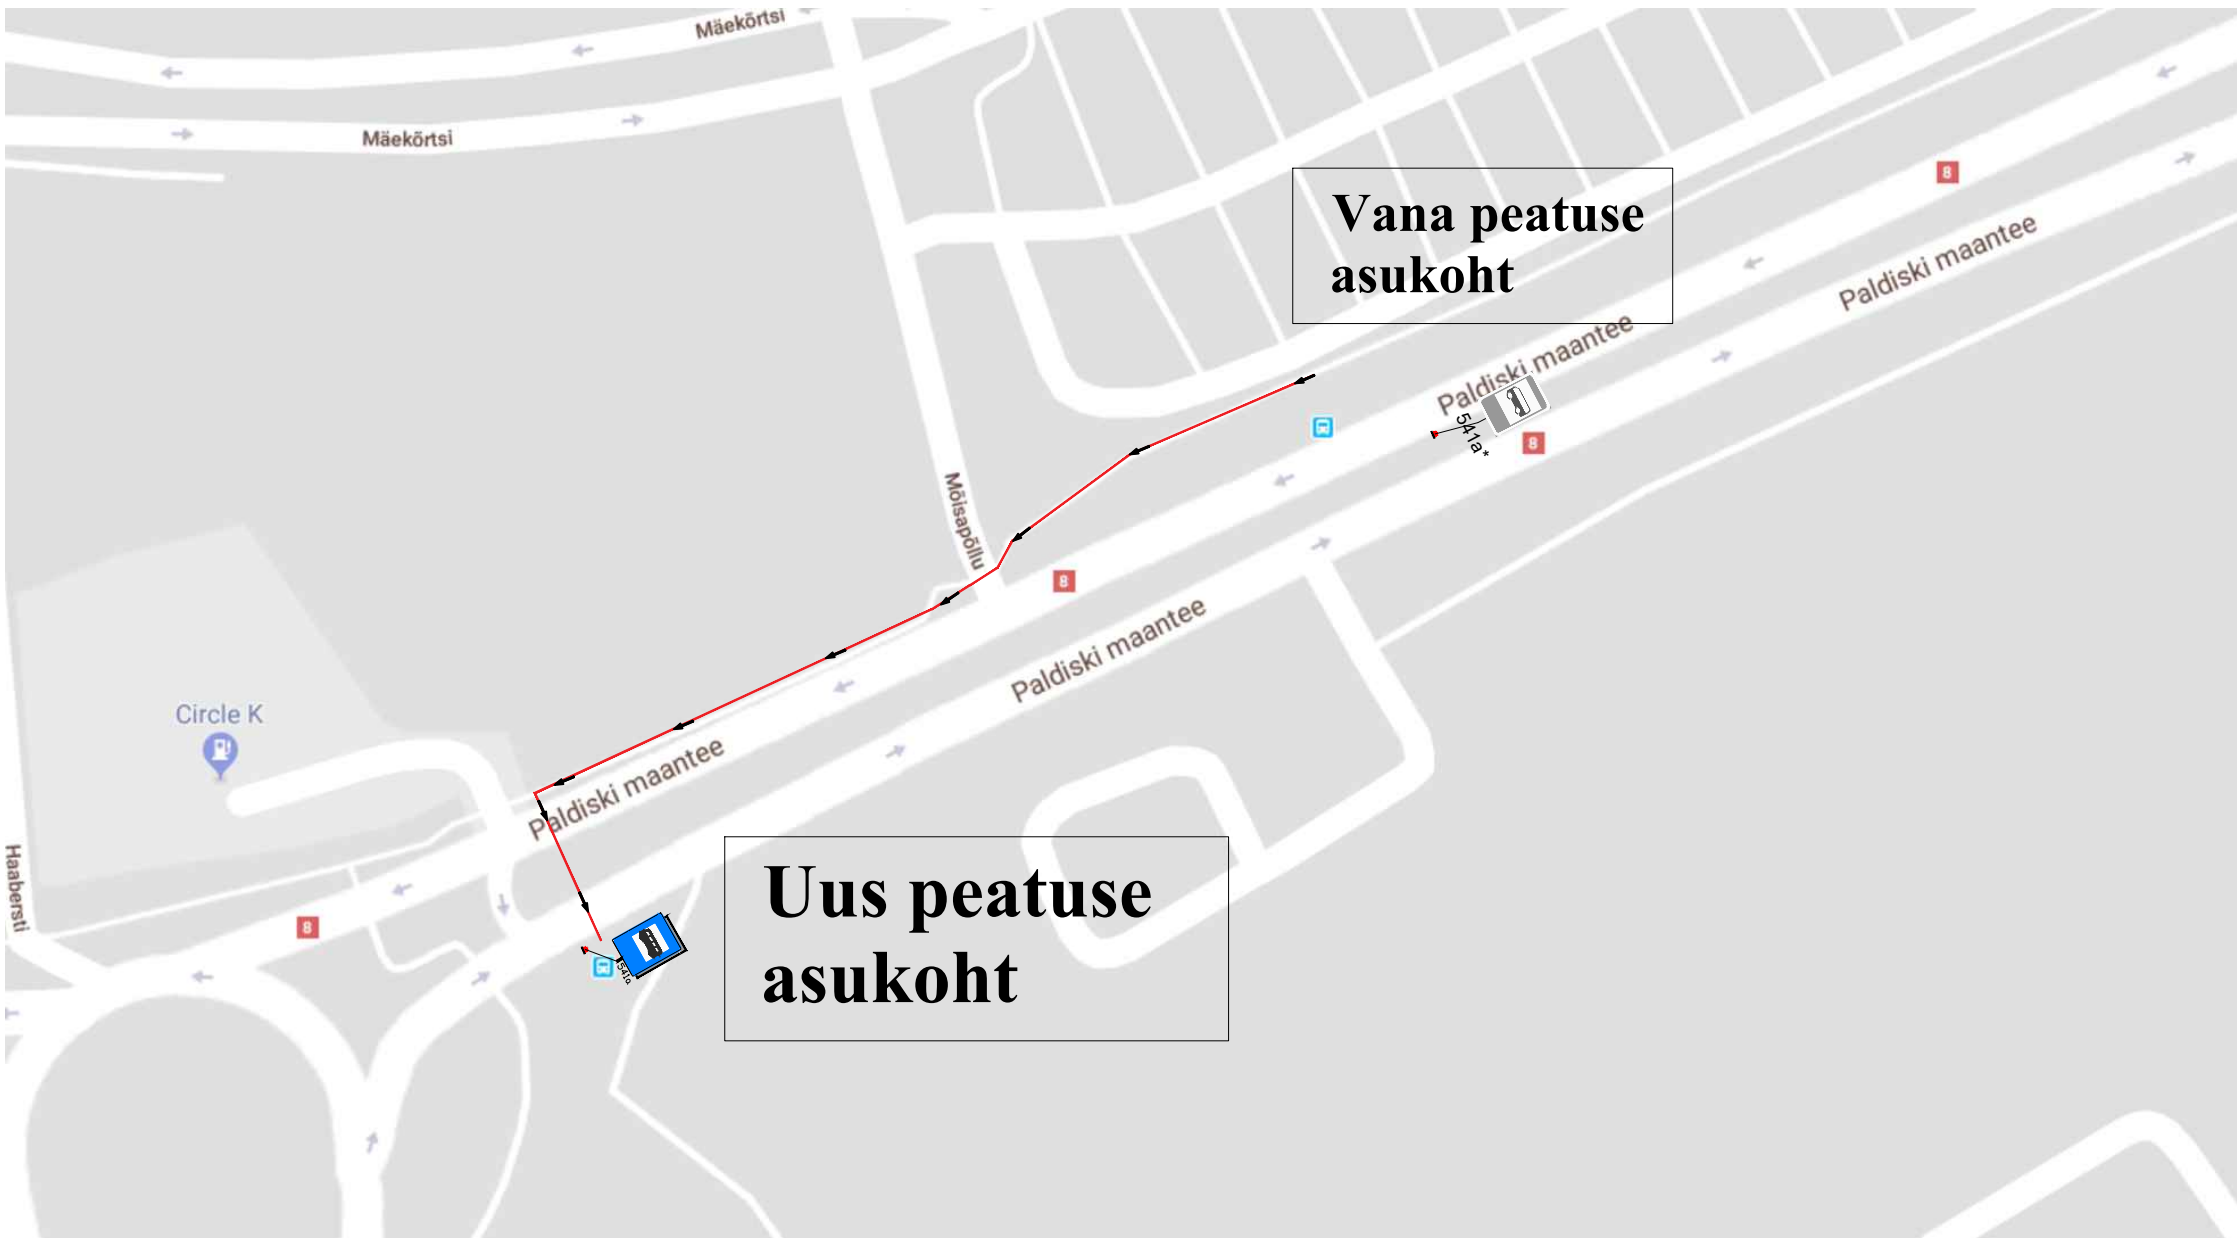 Mäekõrtsi
Mäekõrtsi
8
Vana peatuse
asukoht
Paldiski maantee
Paldiski maantee
541a*
8
Mõisapõllu
8
Paldiski maantee
Circle K
Paldiski maantee
Haabersti
Uus peatuse
asukoht
8
541a